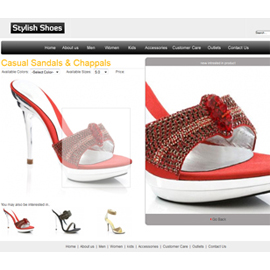 Stylish Shoes
Home About us Men Women Kids Accessories Customer Care Outlets Contact Us
Casual Sandals & Chappals
Available Colors -Select Color- Available Sizes 5.0 Price
You may also be interested in..
Go Back
Home | About us | Men | Women | kids | Accessories | Customer Care | Outlets | Contact Us